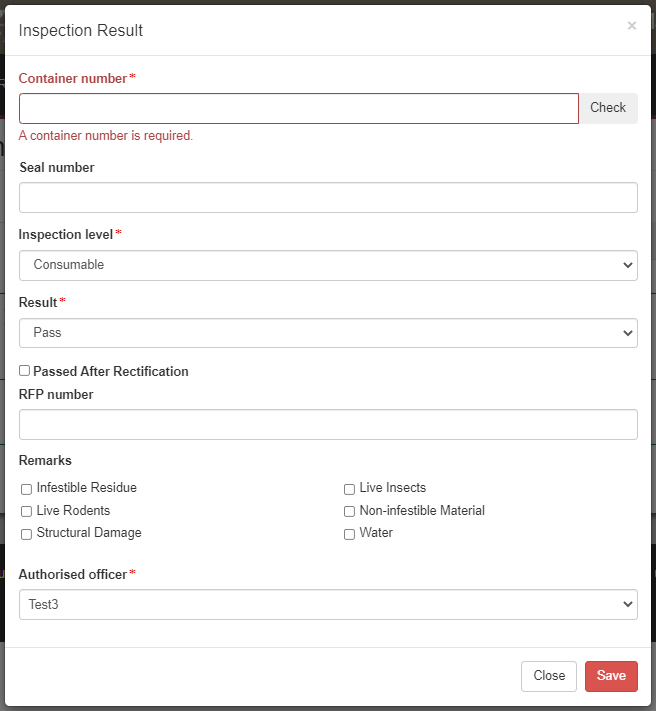 Inspection Result ×
Container number*
Check
A container number is required.
Seal number
Inspection level*
Consumable
Result*
Pass
Passed After Rectification
RFP number
Remarks
Infestible Residue Live Insects
Live Rodents Non-infestible Material
Structural Damage Water
Authorised officer*
Test3
Close Save